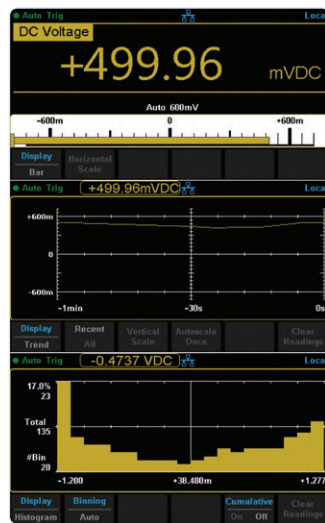 Auto Trig Loca
DC Voltage
+499.96 mVDC
Auto 600mV
-600m 0 +600m
Display Horizontal
Bar Scale
Auto Trig +499.96mVDC Loca
+600m
0
-600m
-1min -30s 0s
Display Recent Vertical Autoscale Clear
Trend All Scale Once Readings
Auto Trig -0.4737 VDC Loca
17.0%
23
Total
135
#Bin
20
-1.200 +38.480m +1.277
Display Binning Cumulative Clear
Histogram Auto On Off Readings